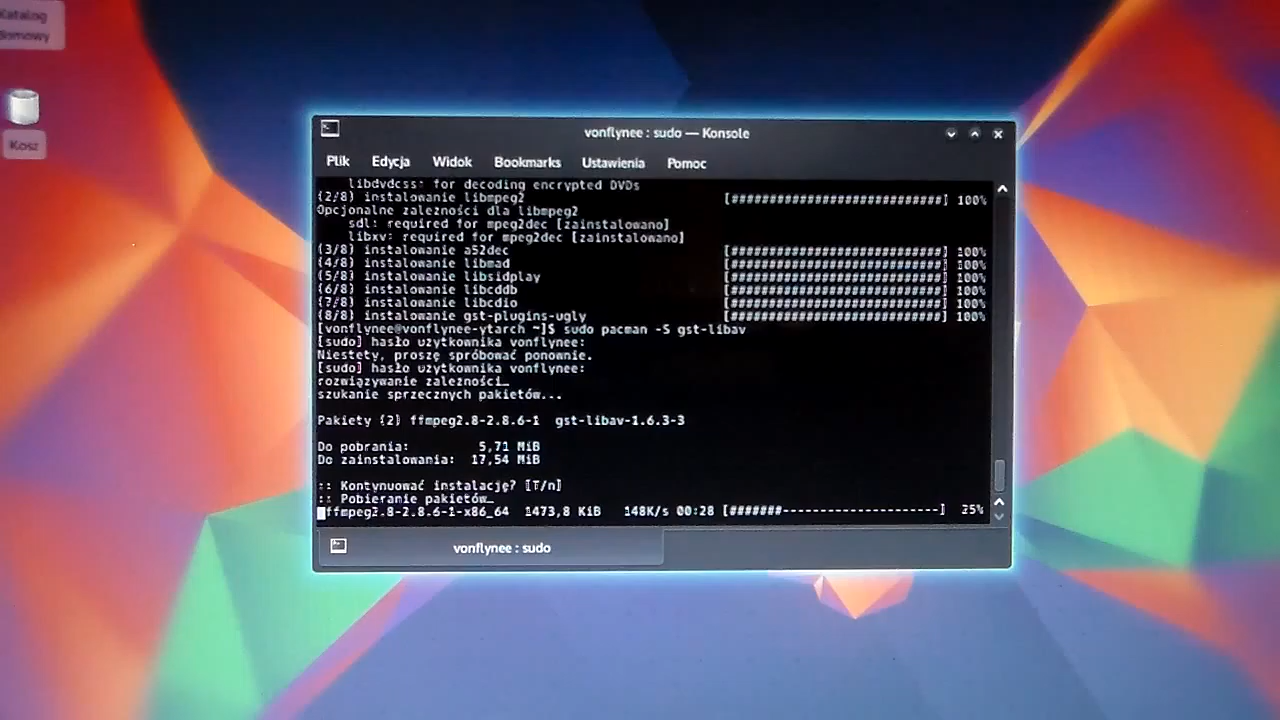 Katalog
domowy
Kosz
vonflynee : sudo — Konsole
Plik Edycja Widok Bookmarks Ustawienia Pomoc
libdvdcss: for decoding encrypted DVDs
(2/8) instalowanie libmpeg2 [###########################] 100%
Opcjonalne zależności dla libmpeg2
sdl: required for mpeg2dec [zainstalowano]
libxv: required for mpeg2dec [zainstalowano]
(3/8) instalowanie a52dec [###########################] 100%
(4/8) instalowanie libmad [###########################] 100%
(5/8) instalowanie libsidplay [###########################] 100%
(6/8) instalowanie libcddb [###########################] 100%
(7/8) instalowanie libcdio [###########################] 100%
(8/8) instalowanie gst-plugins-ugly [###########################] 100%
[vonflynee@vonflynee-ytarch ~]$ sudo pacman -S gst-libav
[sudo] hasło użytkownika vonflynee:
Niestety, proszę spróbować ponownie.
[sudo] hasło użytkownika vonflynee:
rozwiązywanie zależności…
szukanie sprzecznych pakietów...
Pakiety (2) ffmpeg2.8-2.8.6-1 gst-libav-1.6.3-3
Do pobrania: 5,71 MiB
Do zainstalowania: 17,54 MiB
:: Kontynuować instalację? [T/n]
:: Pobieranie pakietów…
ffmpeg2.8-2.8.6-1-x86_64 1473,8 KiB 148K/s 00:28 [#######--------------------] 25%
vonflynee : sudo